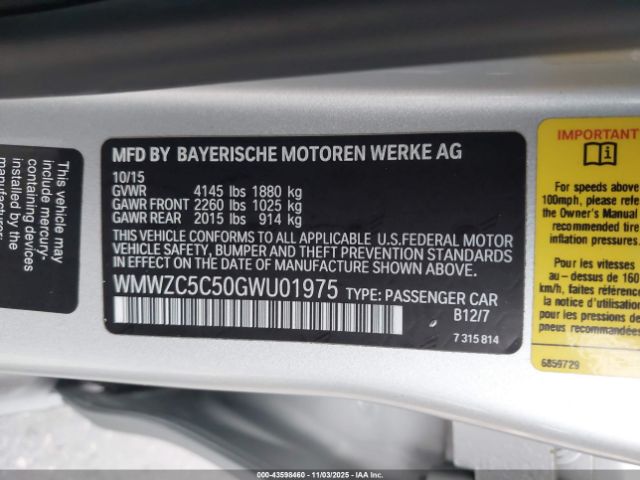 This vehicle may
include mercury-
containing devices
installed by the
manufacturer:
MFD BY BAYERISCHE MOTOREN WERKE AG
10/15
GVWR 4145 lbs 1880 kg
GAWR FRONT 2260 lbs 1025 kg
GAWR REAR 2015 lbs 914 kg
THIS VEHICLE CONFORMS TO ALL APPLICABLE U.S.FEDERAL MOTOR
VEHICLE SAFETY, BUMPER AND THEFT PREVENTION STANDARDS
IN EFFECT ON THE DATE OF MANUFACTURE SHOWN ABOVE.
WMWZC5C50GWU01975 TYPE: PASSENGER CAR
B12/7
7 315 814
IMPORTANT
For speeds above
100mph, please refe
the Owner's Manual
recommended tire
inflation pressures.
Pour les vitesses
au - dessus de 160
km/h, faites référence
la notice d'utilisation
pour les pressions de
pneus recommandées
6859729
© IAA 00-43598460 - 11/03/2025 - IAAI.com